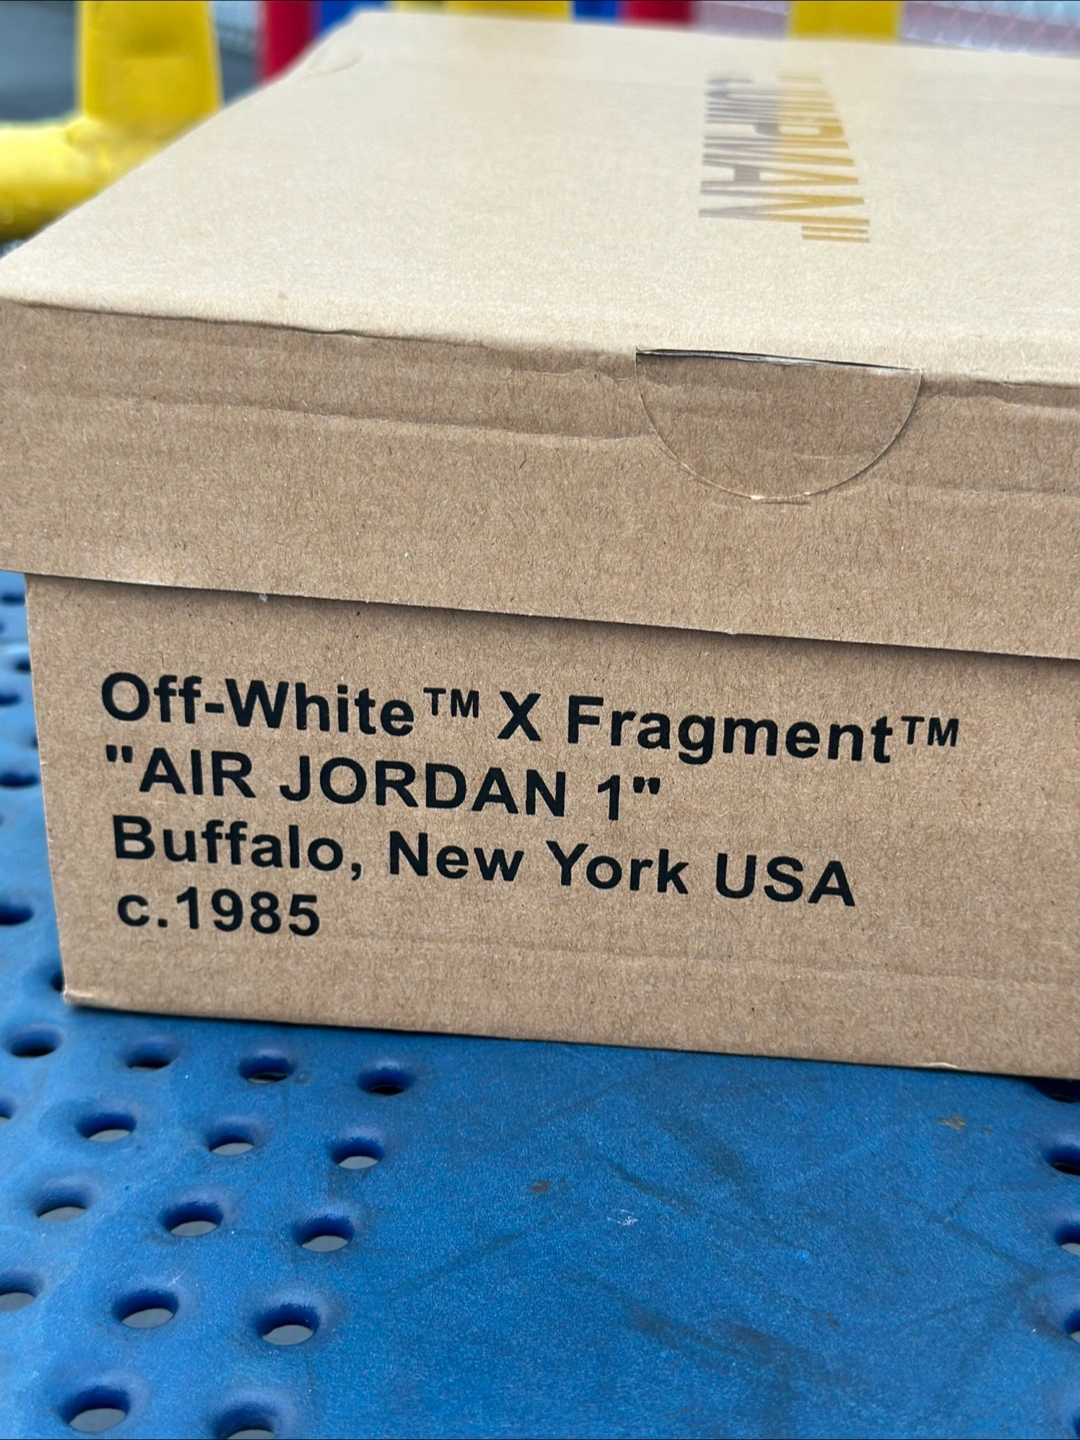 Off-White™ X Fragment™
"AIR JORDAN 1"
Buffalo, New York USA
c.1985